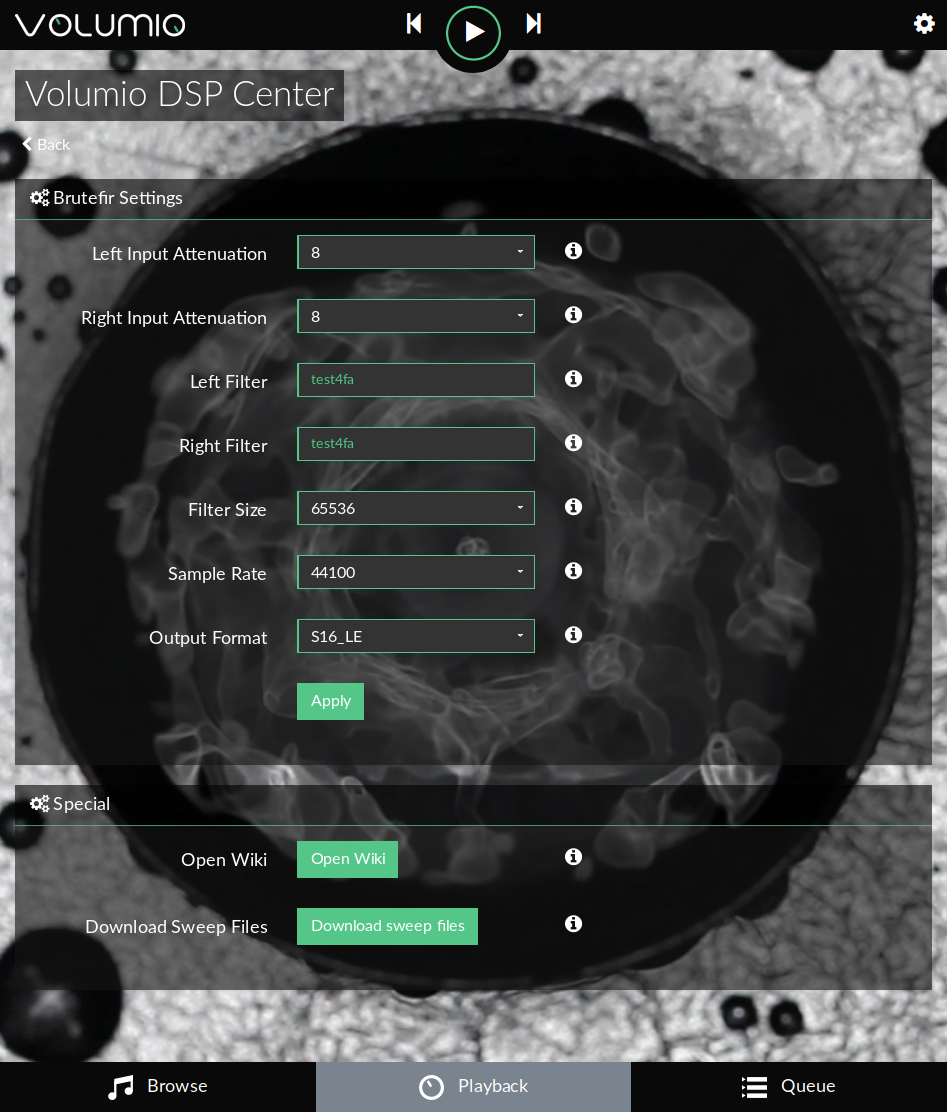 VOLUMIO
Volumio DSP Center
Back
Brutefir Settings
Left Input Attenuation 8
Right Input Attenuation 8
Left Filter test4fa
Right Filter test4fa
Filter Size 65536
Sample Rate 44100
Output Format S16_LE
Apply
Special
Open Wiki Open Wiki
Download Sweep Files Download sweep files
Browse Playback Queue